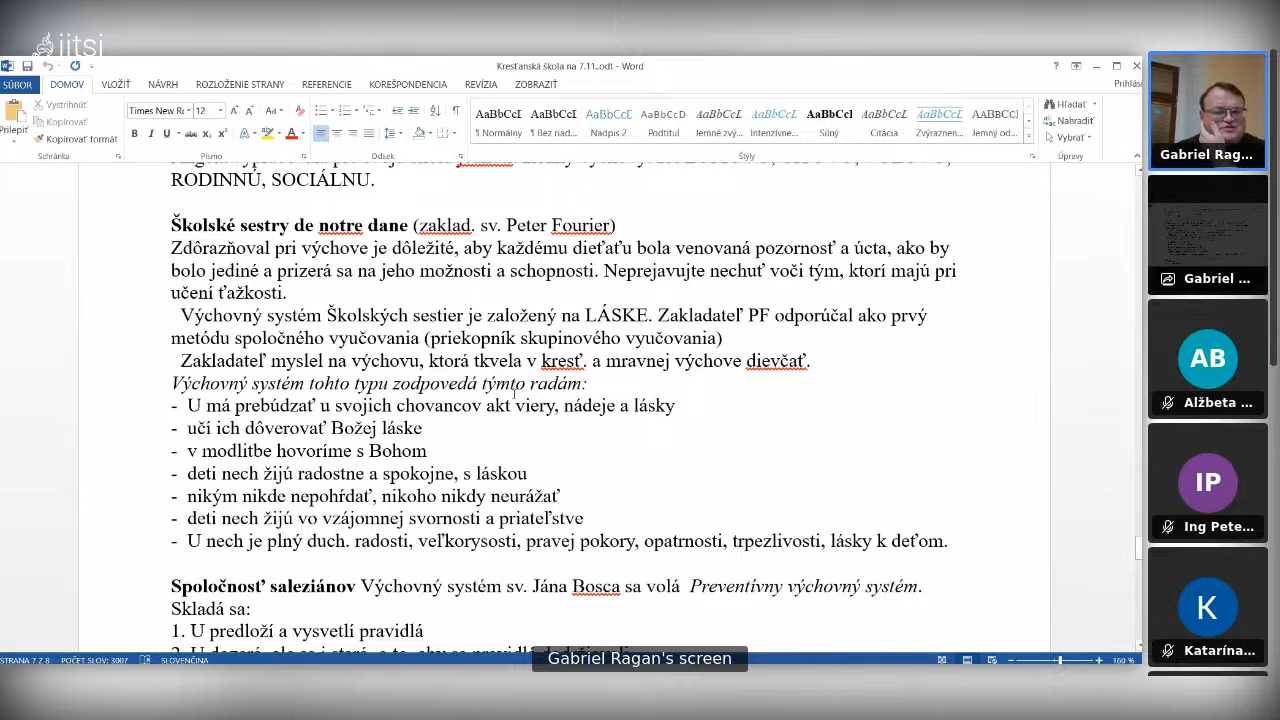 jitsi
Kresťanská škola na 7.11..odt - Word
SÚBOR DOMOV VLOŽIŤ NÁVRH ROZLOŽENIE STRANY REFERENCIE KOREŠPONDENCIA REVÍZIA ZOBRAZIŤ Prihlás
Prilepiť
Vystrihnúť
Kopírovať
Kopírovať formát
Schránka
Times New Ro 12
Písmo
Odsek
AaBbCcI AaBbCcI AaBbCcI AaBbCcD AaBbCcI AaBbCcI AaBbCcI AaBbCcI AaBbCcI AABBCCI
¶ Normálny ¶ Bez riad... Nadpis 2 Podtitul Jemné zvý... Intenzívne... Silný Citácia Zvýraznen... Jemný od...
Štýly
Hľadať
Nahradiť
Vybrať
Úpravy
RODINNÚ, SOCIÁLNU.
Školské sestry de notre dane (zaklad. sv. Peter Fourier)
Zdôrazňoval pri výchove je dôležité, aby každému dieťaťu bola venovaná pozornosť a úcta, ako by
bolo jediné a prizerá sa na jeho možnosti a schopnosti. Neprejavujte nechuť voči tým, ktorí majú pri
učení ťažkosti.
Výchovný systém Školských sestier je založený na LÁSKE. Zakladateľ PF odporúčal ako prvý
metódu spoločného vyučovania (priekopník skupinového vyučovania)
Zakladateľ myslel na výchovu, ktorá tkvela v kresť. a mravnej výchove dievčať.
Výchovný systém tohto typu zodpovedá týmto radám:
- U má prebúdzať u svojich chovancov akt viery, nádeje a lásky
- učí ich dôverovať Božej láske
- v modlitbe hovoríme s Bohom
- deti nech žijú radostne a spokojne, s láskou
- nikým nikde nepohŕdať, nikoho nikdy neurážať
- deti nech žijú vo vzájomnej svornosti a priateľstve
- U nech je plný duch. radosti, veľkorysosti, pravej pokory, opatrnosti, trpezlivosti, lásky k deťom.
Spoločnosť saleziánov Výchovný systém sv. Jána Bosca sa volá Preventívny výchovný systém.
Skladá sa:
1. U predloží a vysvetlí pravidlá
STRANA 7 Z 8 POČET SLOV: 3007 SLOVENČINA 160 %
Gabriel Ragan's screen
Gabriel Rag...
Gabriel ...
AB
Alžbeta ...
IP
Ing Pete...
K
Katarína...